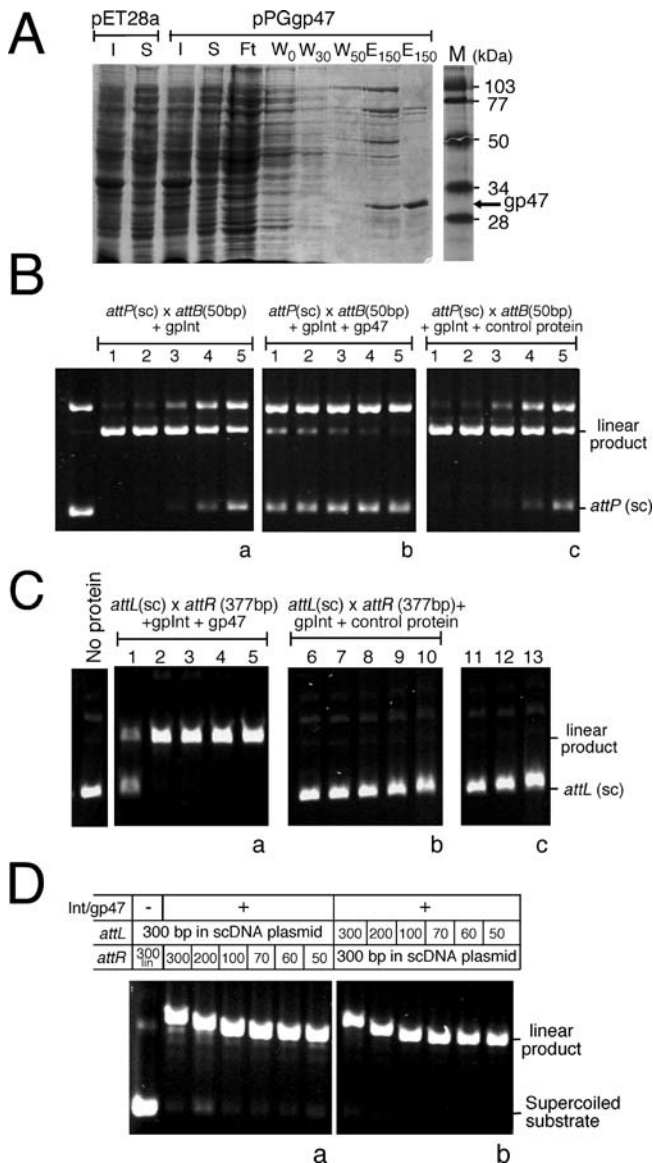 A
pET28a pPGgp47
I S I S Ft W0 W30 W50 E150 E150 M (kDa)
103
77
50
34
gp47
28
B
attP(sc) x attB(50bp) attP(sc) x attB(50bp) attP(sc) x attB(50bp)
+ gpInt + gpInt + gp47 + gpInt + control protein
1 2 3 4 5 1 2 3 4 5 1 2 3 4 5
linear
product
attP (sc)
a b c
C
No protein
attL(sc) x attR (377bp) attL(sc) x attR (377bp)+
+gpInt + gp47 gpInt + control protein
1 2 3 4 5 6 7 8 9 10 11 12 13
linear
product
attL (sc)
a b c
D
Int/gp47 - + +
attL 300 bp in scDNA plasmid 300 200 100 70 60 50
attR 300 lin 300 200 100 70 60 50 300 bp in scDNA plasmid
linear
product
Supercoiled
substrate
a b